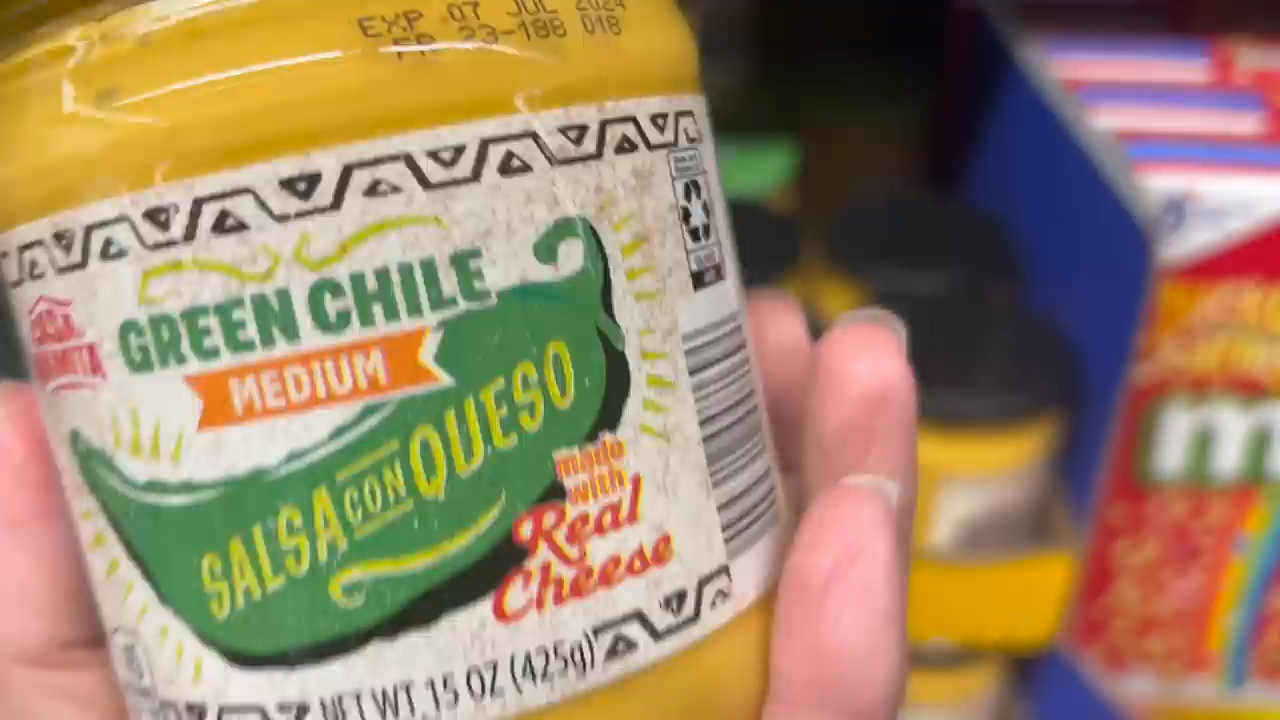 EXP 07 JUL 2024
23-188 018
GREEN CHILE
MEDIUM
SALSA CON QUESO
made
with
Real
Cheese
NET WT 15 OZ (425g)
m